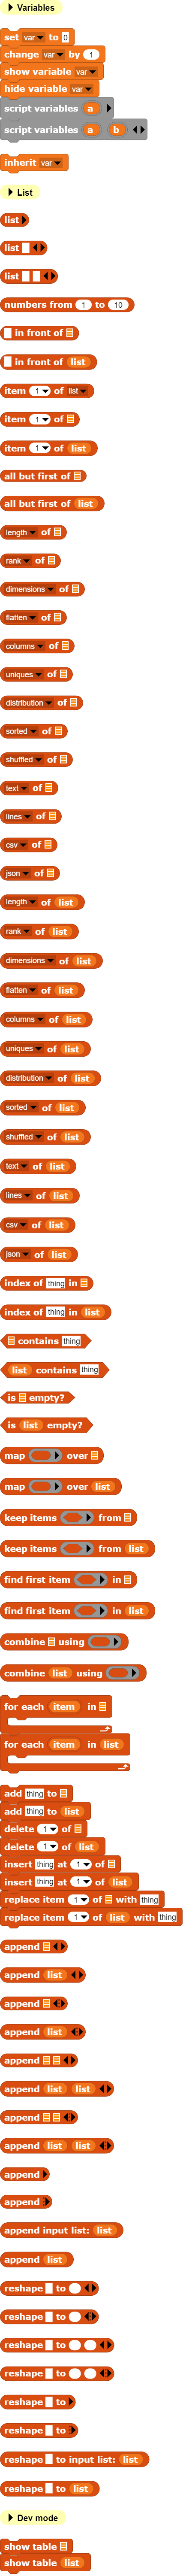 Variables
set var to 0
change var by 1
show variable var
hide variable var
script variables a
script variables a b
inherit var
List
list
list
list
numbers from 1 to 10
in front of
in front of list
item 1 of list
item 1 of
item 1 of list
all but first of
all but first of list
length of
rank of
dimensions of
flatten of
columns of
uniques of
distribution of
sorted of
shuffled of
text of
lines of
csv of
json of
length of list
rank of list
dimensions of list
flatten of list
columns of list
uniques of list
distribution of list
sorted of list
shuffled of list
text of list
lines of list
csv of list
json of list
index of thing in
index of thing in list
contains thing
list contains thing
is empty?
is list empty?
map over
map over list
keep items from
keep items from list
find first item in
find first item in list
combine using
combine list using
for each item in
for each item in list
add thing to
add thing to list
delete 1 of
delete 1 of list
insert thing at 1 of
insert thing at 1 of list
replace item 1 of with thing
replace item 1 of list with thing
append
append list
append
append list
append
append list list
append
append list list
append
append
append input list: list
append list
reshape to
reshape to
reshape to
reshape to
reshape to
reshape to
reshape to input list: list
reshape to list
Dev mode
show table
show table list